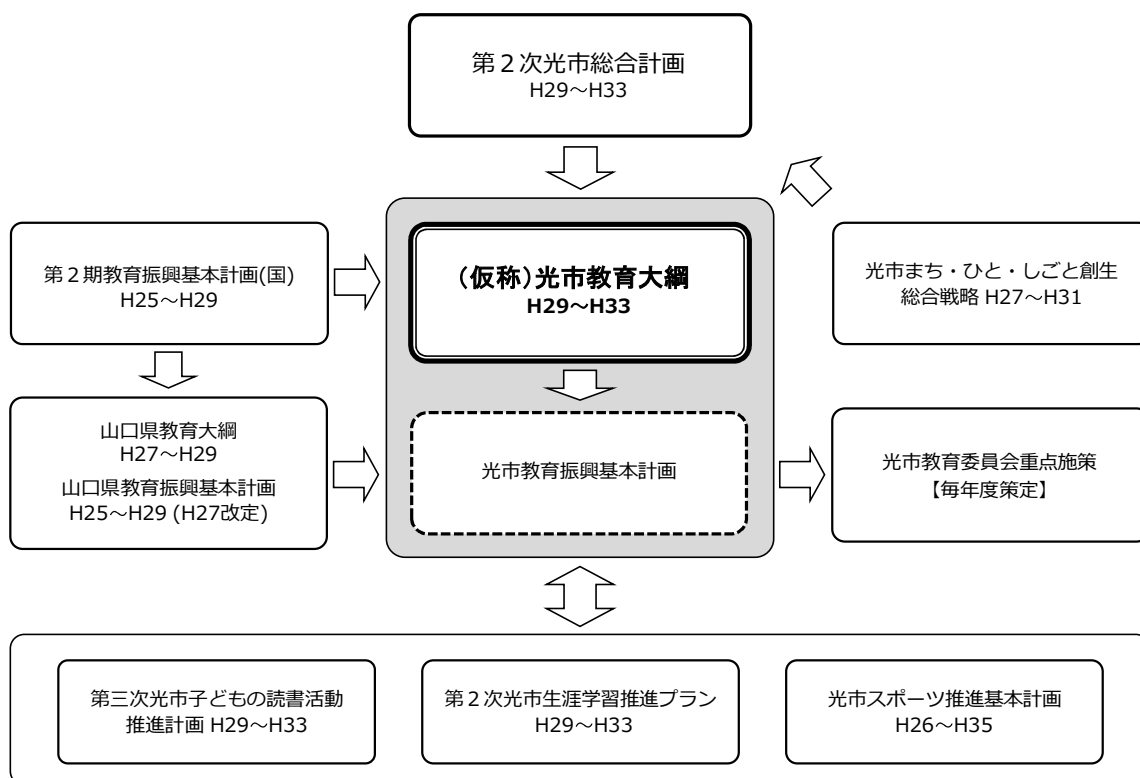 第２次光市総合計画
H29～H33
第２期教育振興基本計画(国)
H25～H29
(仮称)光市教育大綱
H29～H33
光市まち・ひと・しごと創生
総合戦略 H27～H31
山口県教育大綱
H27～H29
山口県教育振興基本計画
H25～H29 (H27改定)
光市教育振興基本計画
光市教育委員会重点施策
【毎年度策定】
第三次光市子どもの読書活動
推進計画 H29～H33
第２次光市生涯学習推進プラン
H29～H33
光市スポーツ推進基本計画
H26～H35